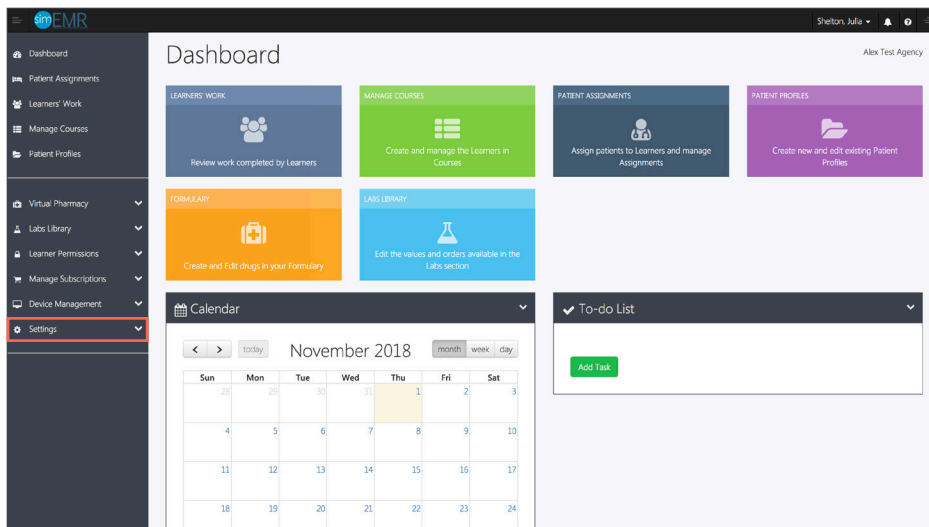 simEMR
Shelton, Julia
Dashboard
Patient Assignments
Learners' Work
Manage Courses
Patient Profiles
Virtual Pharmacy
Labs Library
Learner Permissions
Manage Subscriptions
Device Management
Settings
Dashboard
Alex Test Agency
LEARNERS' WORK
Review work completed by Learners
MANAGE COURSES
Create and manage the Learners in
Courses
PATIENT ASSIGNMENTS
Assign patients to Learners and manage
Assignments
PATIENT PROFILES
Create new and edit existing Patient
Profiles
FORMULARY
Create and Edit drugs in your Formulary
LABS LIBRARY
Edit the values and orders available in the
Labs section
Calendar
today November 2018 month week day
Sun Mon Tue Wed Thu Fri Sat
28 29 30 31 1 2 3
4 5 6 7 8 9 10
11 12 13 14 15 16 17
18 19 20 21 22 23 24
To-do List
Add Task